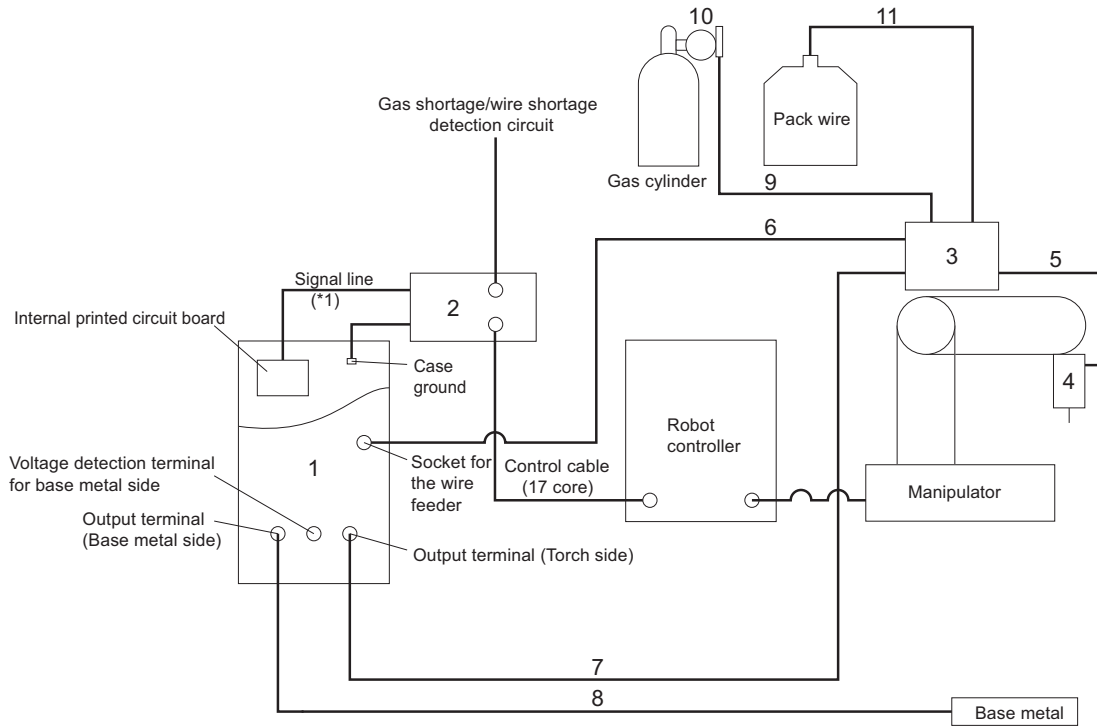 10
11
Gas shortage/wire shortage
detection circuit
Pack wire
Gas cylinder
9
6
3
5
Signal line
(*1)
2
Internal printed circuit board
Case
ground
4
Robot
controller
1
Voltage detection terminal
for base metal side
Socket for
the wire
feeder
Control cable
(17 core)
Manipulator
Output terminal
(Base metal side)
Output terminal (Torch side)
7
8
Base metal